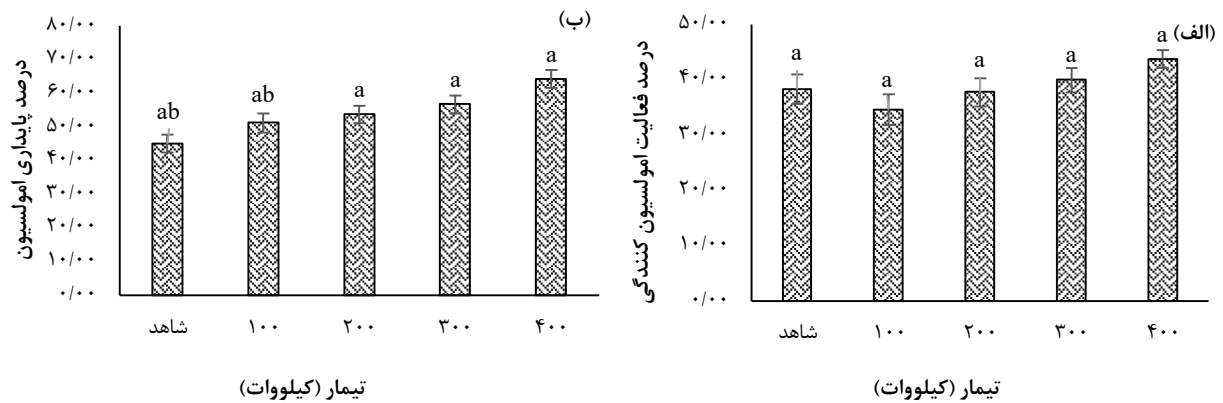 (الف)
درصد فعالیت امولسیون کنندگی
۵۰/۰۰
۴۰/۰۰
۳۰/۰۰
۲۰/۰۰
۱۰/۰۰
۰/۰۰
a a a a a
شاهد ۱۰۰ ۲۰۰ ۳۰۰ ۴۰۰
تیمار (کیلووات)
(ب)
درصد پایداری امولسیون
۸۰/۰۰
۷۰/۰۰
۶۰/۰۰
۵۰/۰۰
۴۰/۰۰
۳۰/۰۰
۲۰/۰۰
۱۰/۰۰
۰/۰۰
ab ab a a a
شاهد ۱۰۰ ۲۰۰ ۳۰۰ ۴۰۰
تیمار (کیلووات)